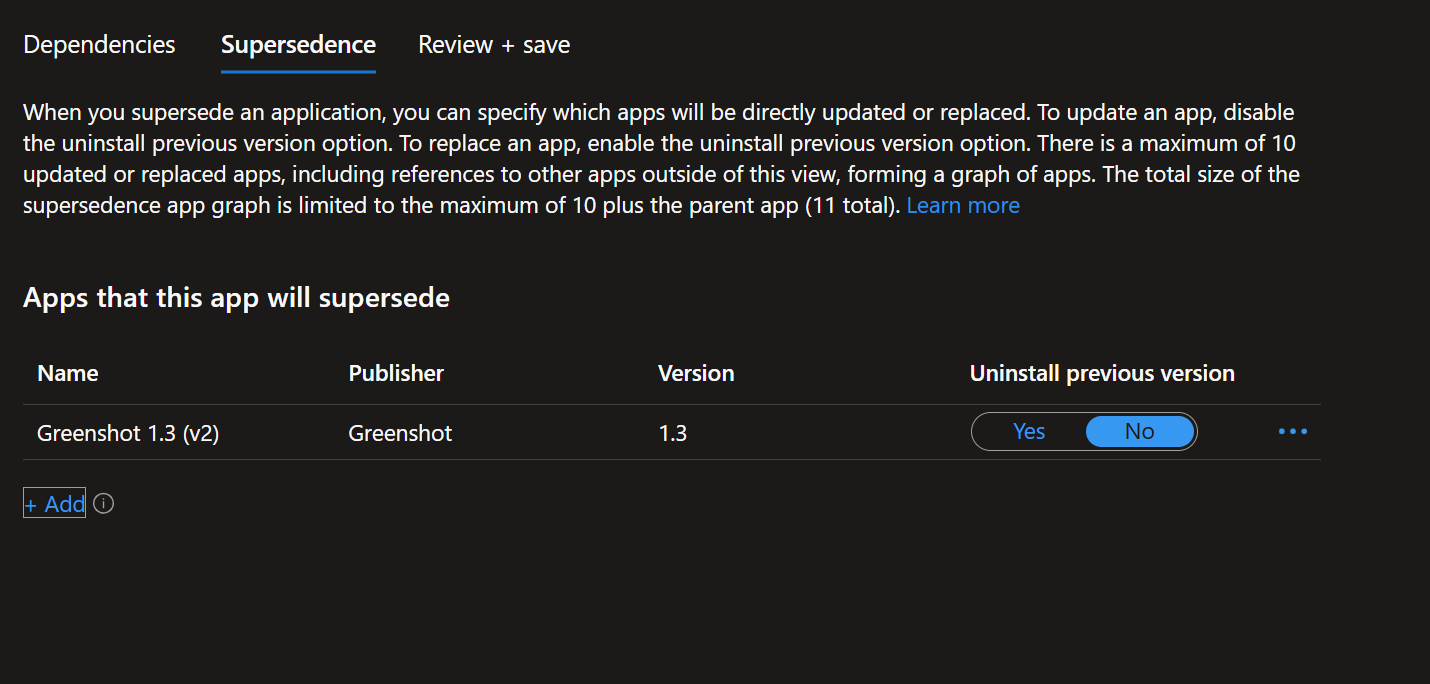 Dependencies Supersedence Review + save
When you supersede an application, you can specify which apps will be directly updated or replaced. To update an app, disable
the uninstall previous version option. To replace an app, enable the uninstall previous version option. There is a maximum of 10
updated or replaced apps, including references to other apps outside of this view, forming a graph of apps. The total size of the
supersedence app graph is limited to the maximum of 10 plus the parent app (11 total). Learn more
Apps that this app will supersede
Name Publisher Version Uninstall previous version
Greenshot 1.3 (v2) Greenshot 1.3 Yes No
+ Add